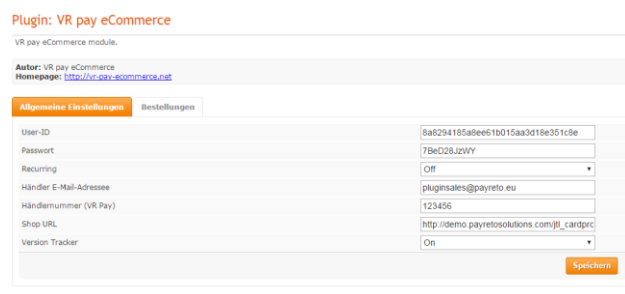 Plugin: VR pay eCommerce
VR pay eCommerce module.
Autor: VR pay eCommerce
Homepage: http://vr-pay-ecommerce.net
Allgemeine Einstellungen Bestellungen
User-ID 8a8294185a8ee61b015aa3d18e351c8e
Passwort 7BeD28JzWY
Recurring Off
Händler E-Mail-Adressee pluginsales@payreto.eu
Händlernummer (VR Pay) 123456
Shop URL http://demo.payretosolutions.com/jtl_cardprc
Version Tracker On
Speichern